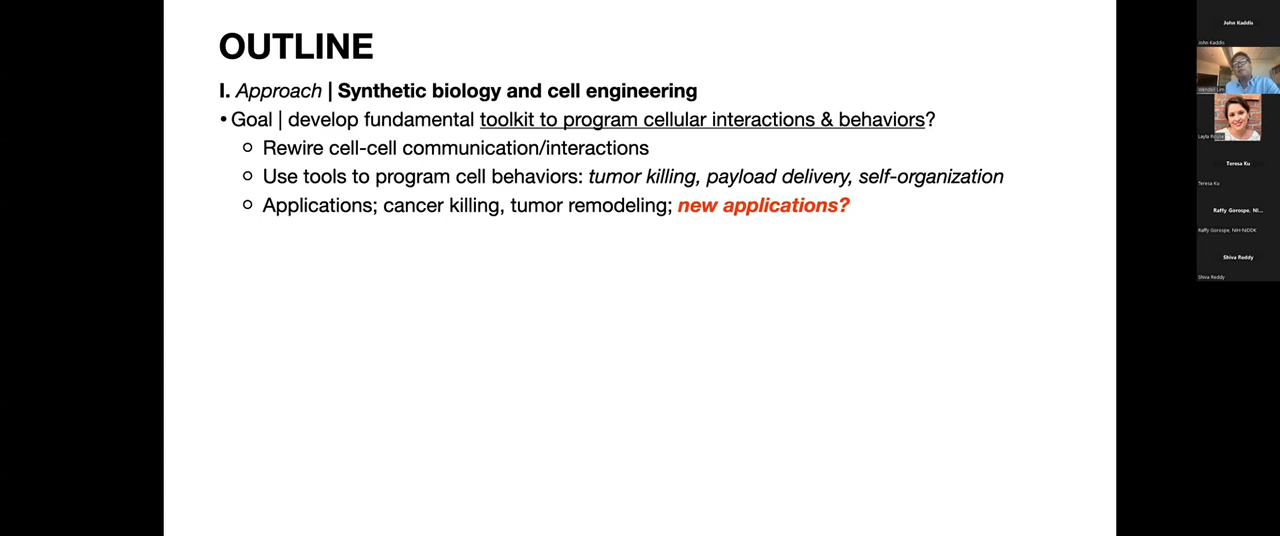 OUTLINE
I. Approach | Synthetic biology and cell engineering
• Goal | develop fundamental toolkit to program cellular interactions & behaviors?
Rewire cell-cell communication/interactions
Use tools to program cell behaviors: tumor killing, payload delivery, self-organization
Applications; cancer killing, tumor remodeling; new applications?
John Kaddis
John Kaddis
Wendell Lim
Layla
Teresa Ku
Teresa Ku
Raffy Gorospe, NI...
Raffy Gorospe, NIH-NIDDK
Shiva Reddy
Shiva Reddy